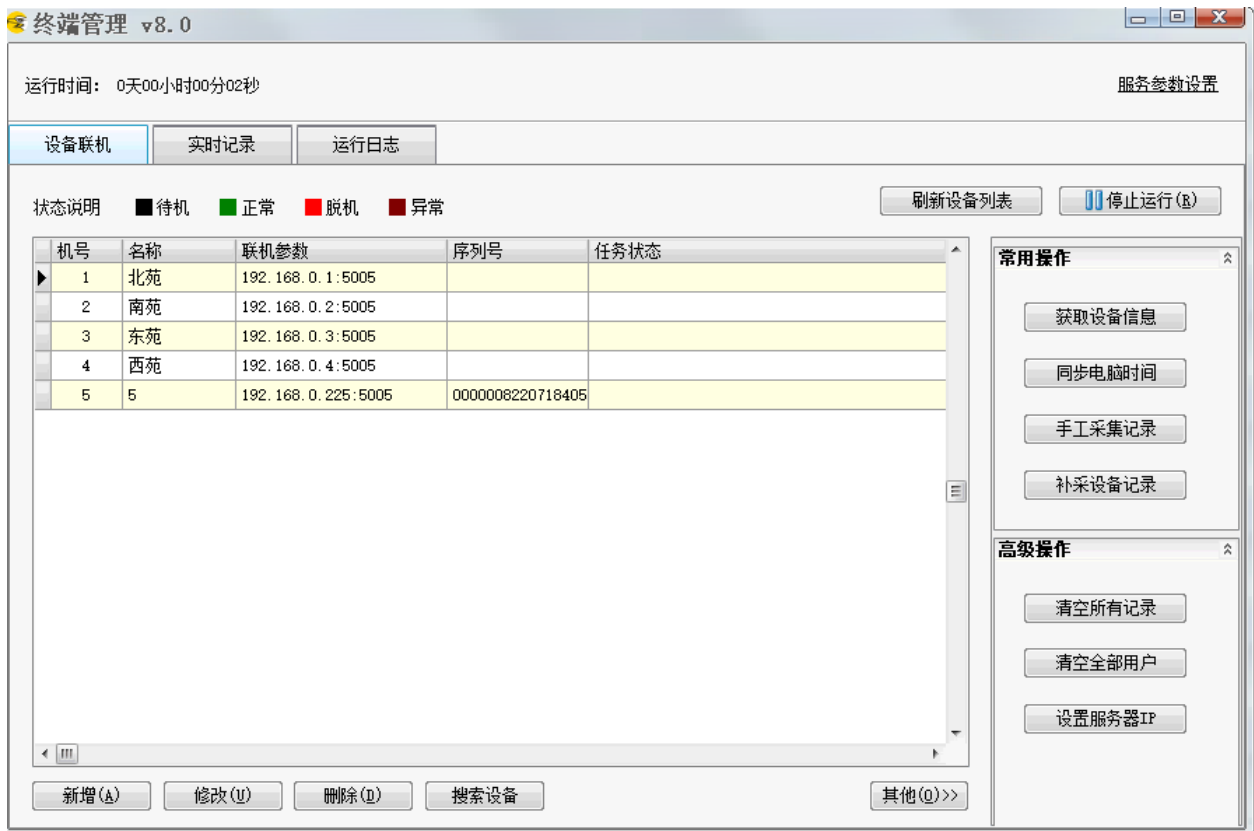 终端管理 v8.0
运行时间: 0天00小时00分02秒
服务参数设置
设备联机 实时记录 运行日志
状态说明 待机 正常 脱机 异常
刷新设备列表 停止运行(R)
机号 名称 联机参数 序列号 任务状态
1 北苑 192.168.0.1:5005
2 南苑 192.168.0.2:5005
3 东苑 192.168.0.3:5005
4 西苑 192.168.0.4:5005
5 5 192.168.0.225:5005 0000008220718405
常用操作
获取设备信息
同步电脑时间
手工采集记录
补采设备记录
高级操作
清空所有记录
清空全部用户
设置服务器IP
新增(A) 修改(U) 删除(D) 搜索设备 其他(O)>>